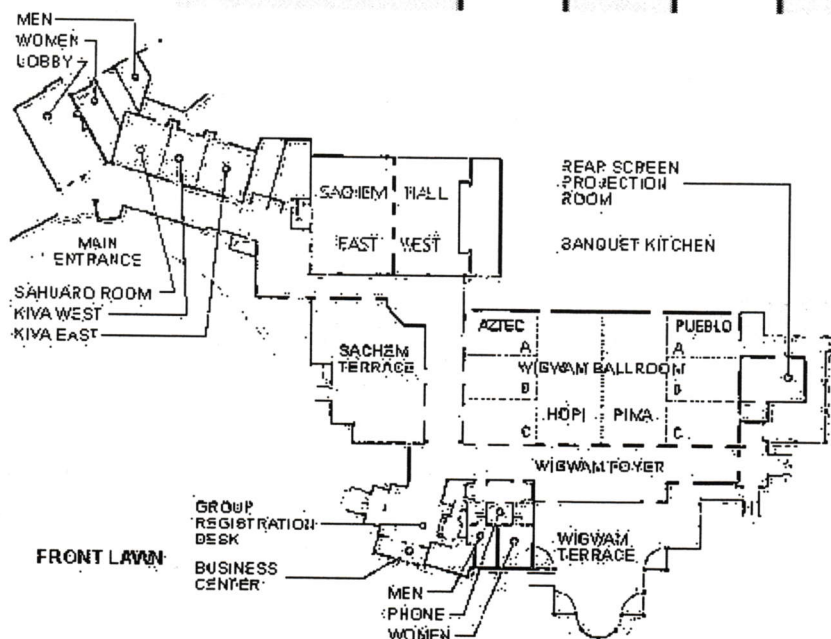 MEN
WOMEN
LOBBY
MAIN
ENTRANCE
SAHUARO ROOM
KIVA WEST
KIVA EAST
SACHEM HALL
EAST WEST
REAR SCREEN
PROJECTION
ROOM
BANQUET KITCHEN
SACHEM
TERRACE
AZTEC
PUEBLO
A
A
WIGWAM BALLROOM
B
B
HOPI
PIMA
C
C
WIGWAM FOYER
GROUP
REGISTRATION
DESK
WIGWAM
TERRACE
FRONT LAWN
BUSINESS
CENTER
MEN
PHONE
WOMEN